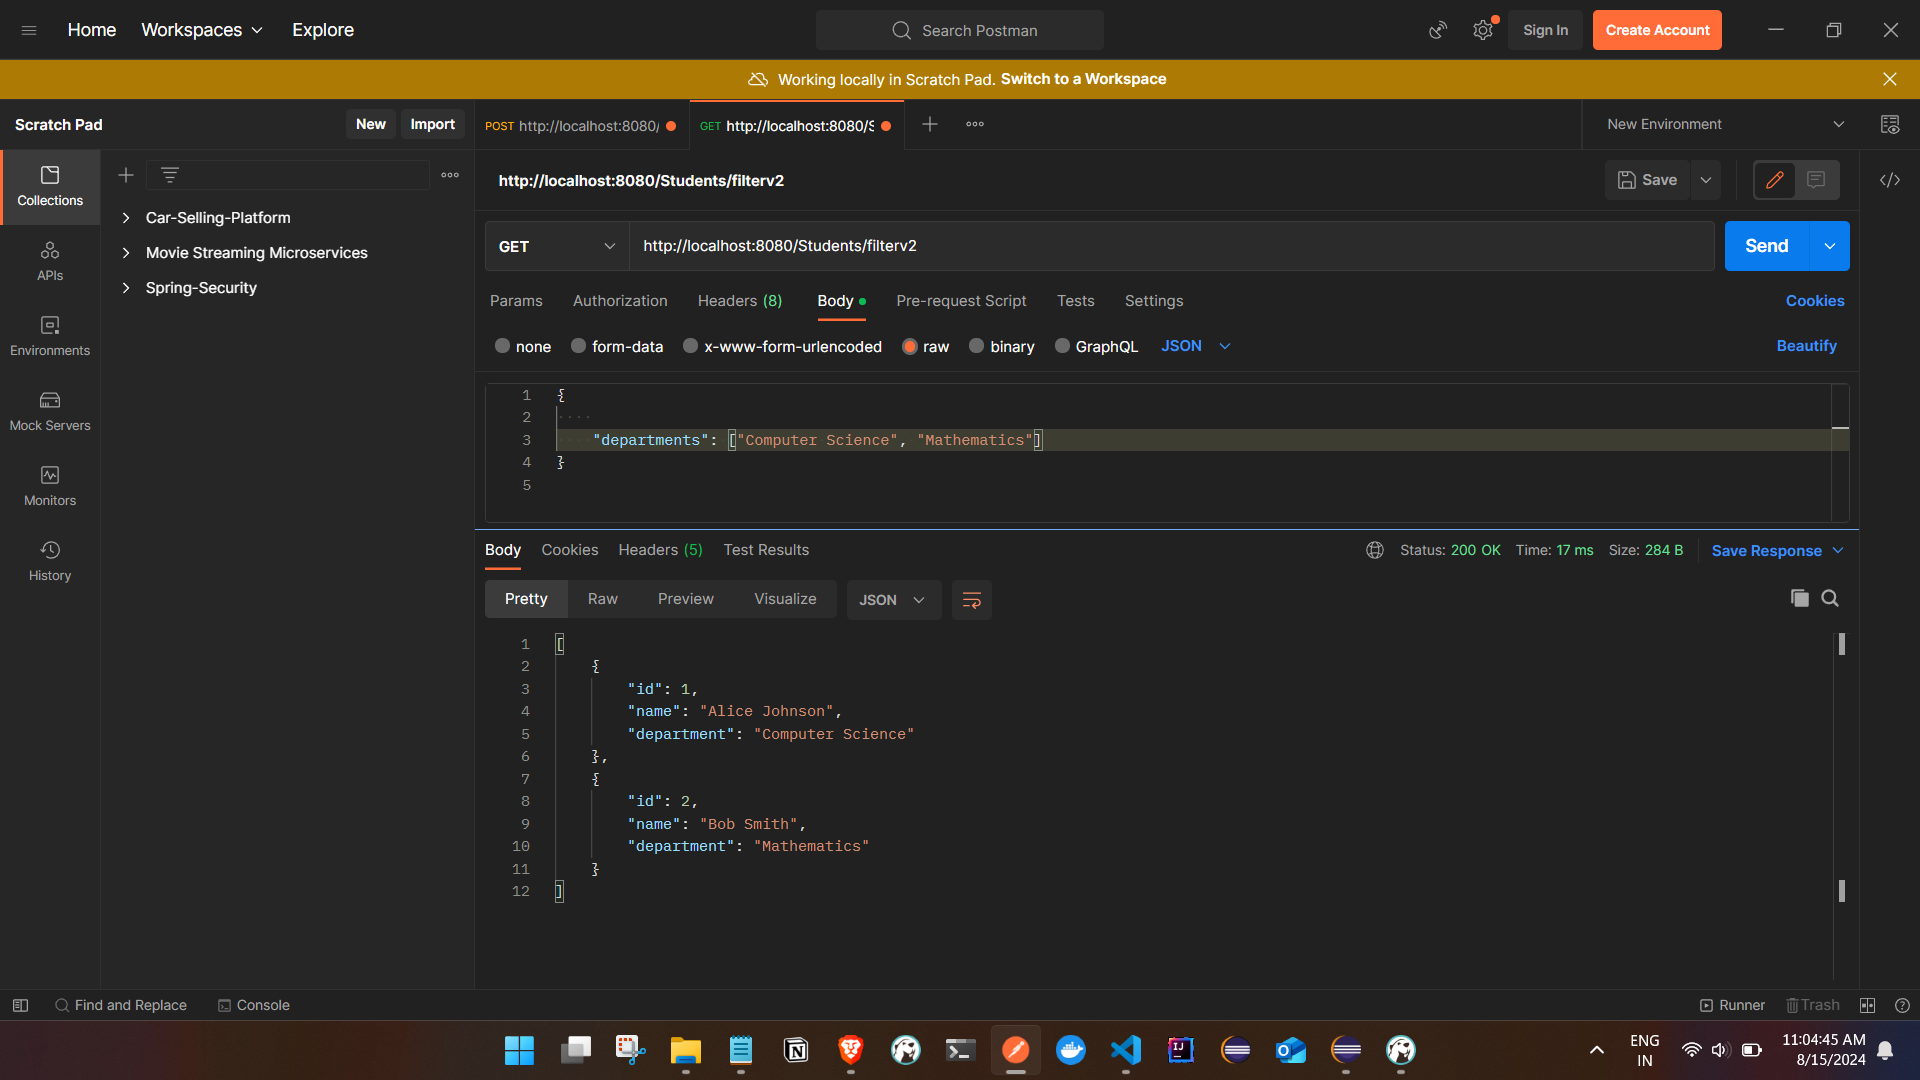 Home Workspaces Explore Search Postman Sign In Create Account
Working locally in Scratch Pad. Switch to a Workspace
Scratch Pad New Import POST http://localhost:8080/ GET http://localhost:8080/S New Environment
Collections
APIs
Environments
Mock Servers
Monitors
History
Car-Selling-Platform
Movie Streaming Microservices
Spring-Security
http://localhost:8080/Students/filterv2 Save
GET http://localhost:8080/Students/filterv2 Send
Params Authorization Headers (8) Body Pre-request Script Tests Settings Cookies
none form-data x-www-form-urlencoded raw binary GraphQL JSON Beautify
1 {
2
3 "departments": ["Computer Science", "Mathematics"]
4 }
5
Body Cookies Headers (5) Test Results Status: 200 OK Time: 17 ms Size: 284 B Save Response
Pretty Raw Preview Visualize JSON
1 [
2 {
3 "id": 1,
4 "name": "Alice Johnson",
5 "department": "Computer Science"
6 },
7 {
8 "id": 2,
9 "name": "Bob Smith",
10 "department": "Mathematics"
11 }
12 ]
Find and Replace Console Runner Trash
ENG 11:04:45 AM
IN 8/15/2024